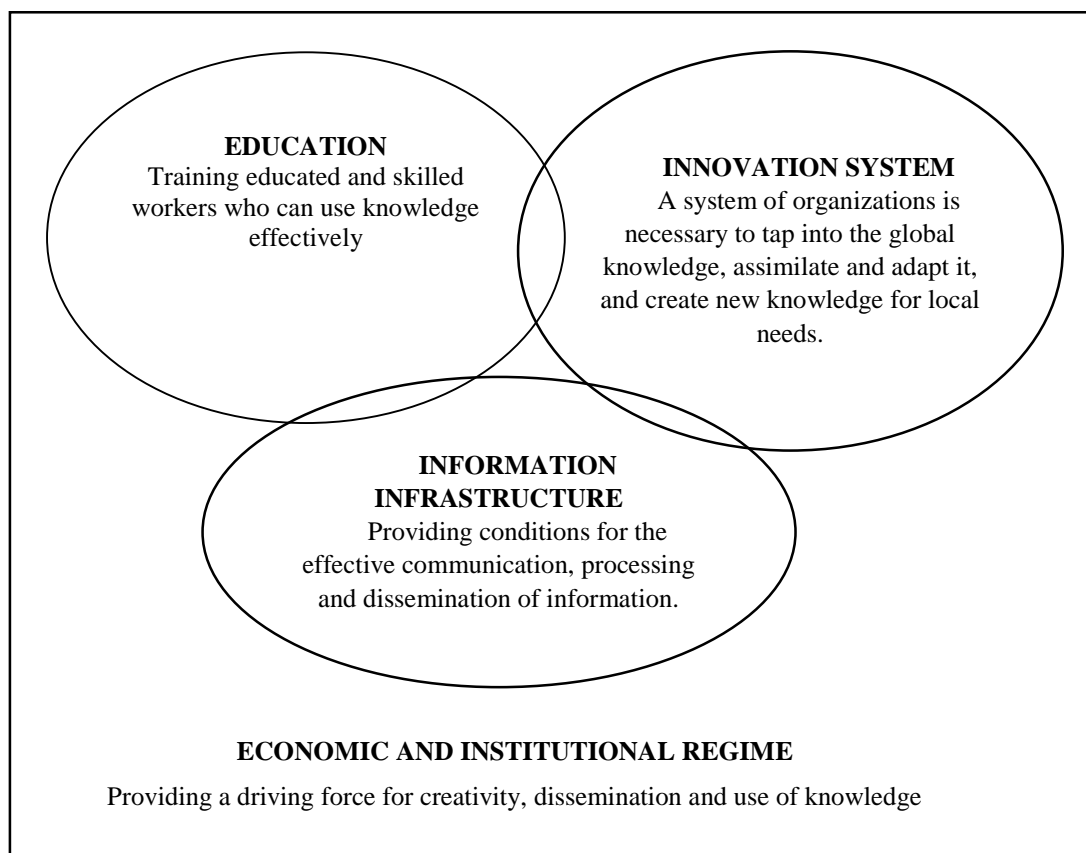 EDUCATION
Training educated and skilled
workers who can use knowledge
effectively
INNOVATION SYSTEM
A system of organizations is
necessary to tap into the global
knowledge, assimilate and adapt it,
and create new knowledge for local
needs.
INFORMATION
INFRASTRUCTURE
Providing conditions for the
effective communication, processing
and dissemination of information.
ECONOMIC AND INSTITUTIONAL REGIME
Providing a driving force for creativity, dissemination and use of knowledge